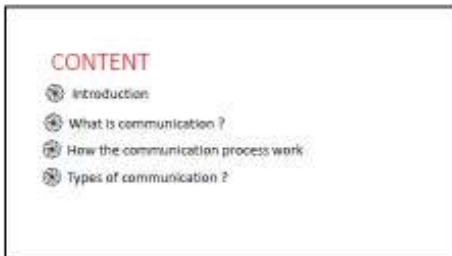 CONTENT
Introduction
What is communication ?
How the communication process work
Types of communication ?